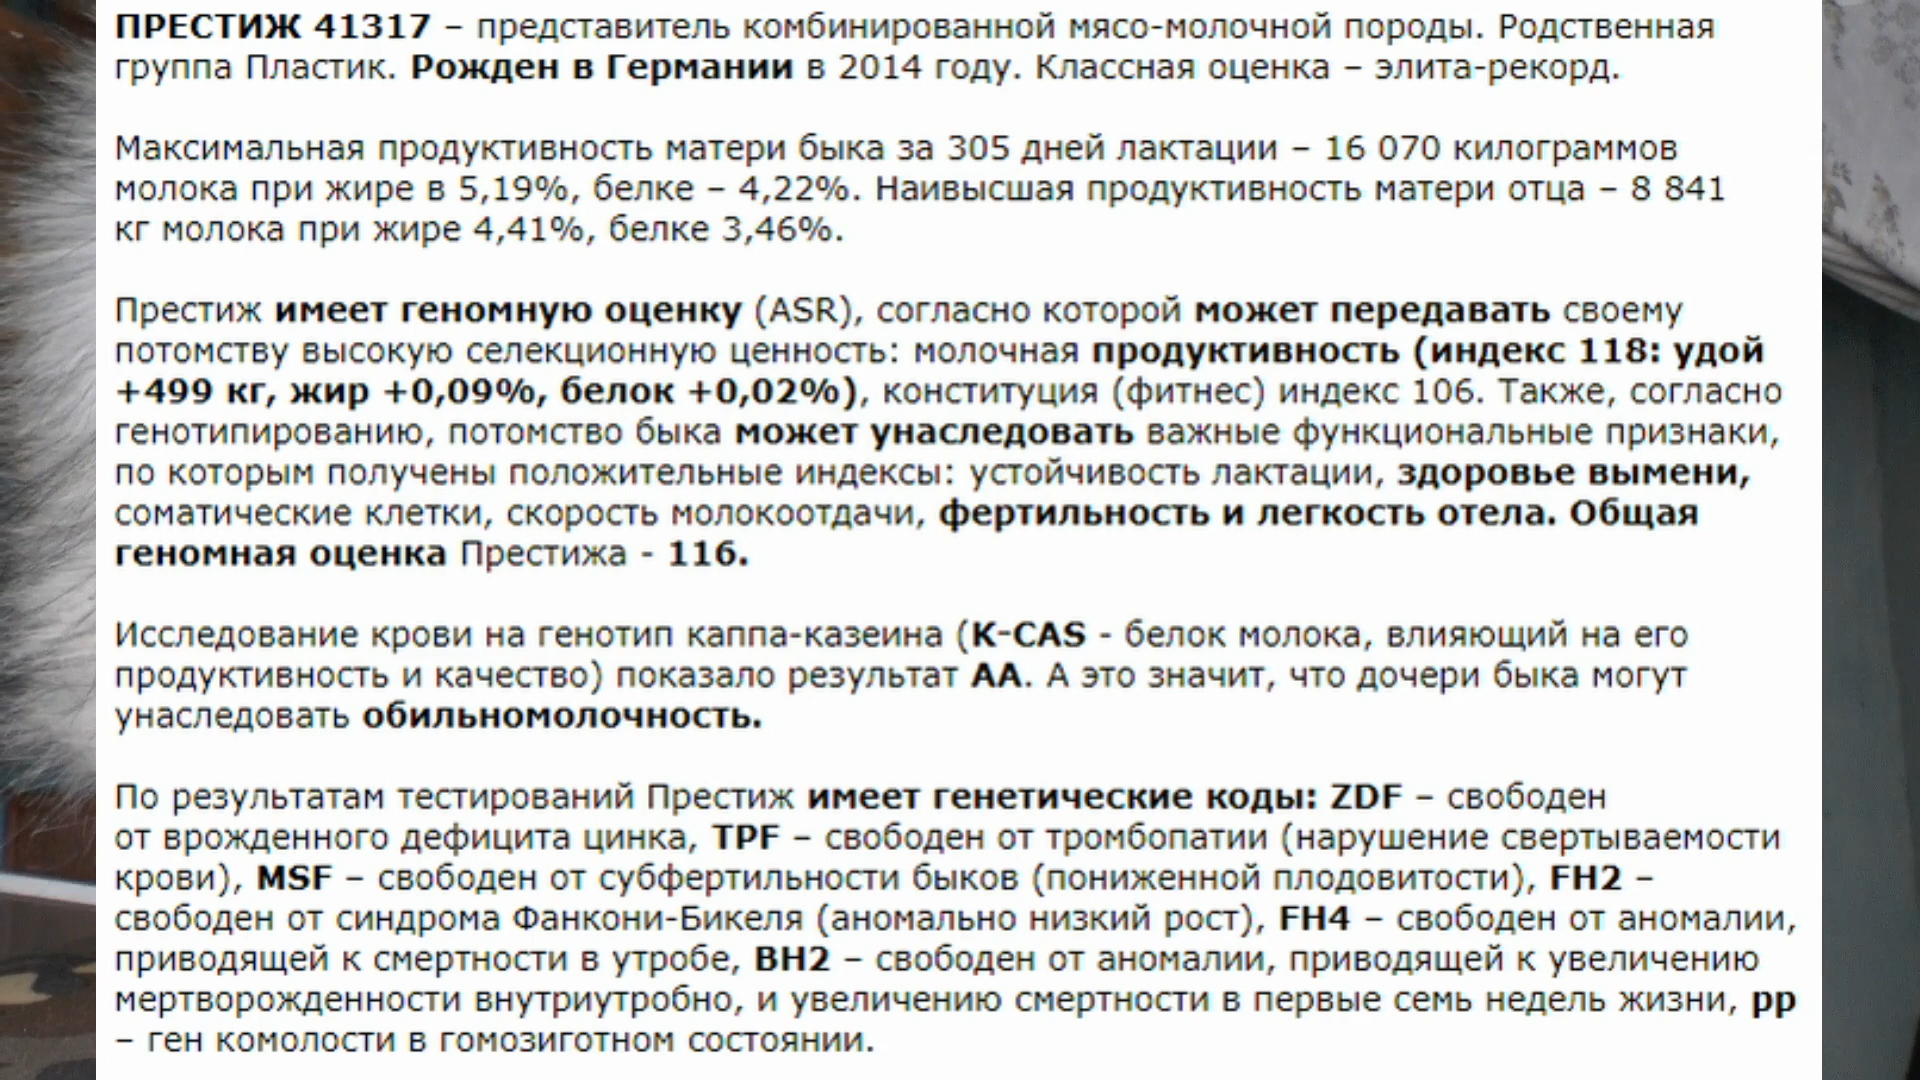 ПРЕСТИЖ 41317 – представитель комбинированной мясо-молочной породы. Родственная
группа Пластик. Рожден в Германии в 2014 году. Классная оценка – элита-рекорд.
Максимальная продуктивность матери быка за 305 дней лактации – 16 070 килограммов
молока при жире в 5,19%, белке – 4,22%. Наивысшая продуктивность матери отца – 8 841
кг молока при жире 4,41%, белке 3,46%.
Престиж имеет геномную оценку (ASR), согласно которой может передавать своему
потомству высокую селекционную ценность: молочная продуктивность (индекс 118: удой
+499 кг, жир +0,09%, белок +0,02%), конституция (фитнес) индекс 106. Также, согласно
генотипированию, потомство быка может унаследовать важные функциональные признаки,
по которым получены положительные индексы: устойчивость лактации, здоровье вымени,
соматические клетки, скорость молокоотдачи, фертильность и легкость отела. Общая
геномная оценка Престижа - 116.
Исследование крови на генотип каппа-казеина (K-CAS - белок молока, влияющий на его
продуктивность и качество) показало результат АА. А это значит, что дочери быка могут
унаследовать обильномолочность.
По результатам тестирований Престиж имеет генетические коды: ZDF – свободен
от врожденного дефицита цинка, TPF – свободен от тромбопатии (нарушение свертываемости
крови), MSF – свободен от субфертильности быков (пониженной плодовитости), FH2 –
свободен от синдрома Фанкони-Бикеля (аномально низкий рост), FH4 – свободен от аномалии,
приводящей к смертности в утробе, BH2 – свободен от аномалии, приводящей к увеличению
мертворожденности внутриутробно, и увеличению смертности в первые семь недель жизни, pp
– ген комолости в гомозиготном состоянии.